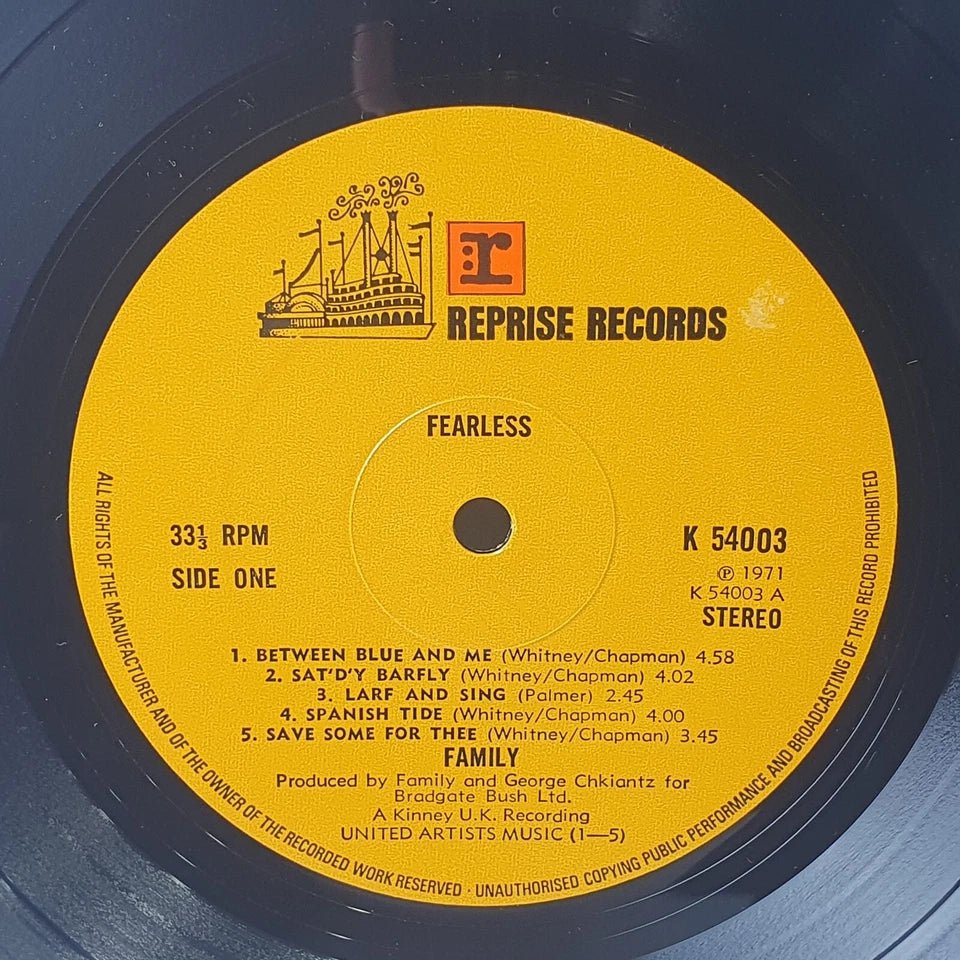 r
REPRISE RECORDS
FEARLESS
33⅓ RPM
SIDE ONE
K 54003
℗ 1971
K 54003 A
STEREO
1. BETWEEN BLUE AND ME (Whitney/Chapman) 4.58
2. SAT'D'Y BARFLY (Whitney/Chapman) 4.02
3. LARF AND SING (Palmer) 2.45
4. SPANISH TIDE (Whitney/Chapman) 4.00
5. SAVE SOME FOR THEE (Whitney/Chapman) 3.45
FAMILY
Produced by Family and George Chkiantz for
Bradgate Bush Ltd.
A Kinney U.K. Recording
UNITED ARTISTS MUSIC (1—5)
ALL RIGHTS OF THE MANUFACTURER AND OF THE OWNER OF THE RECORDED WORK RESERVED · UNAUTHORISED COPYING PUBLIC PERFORMANCE AND BROADCASTING OF THIS RECORD PROHIBITED